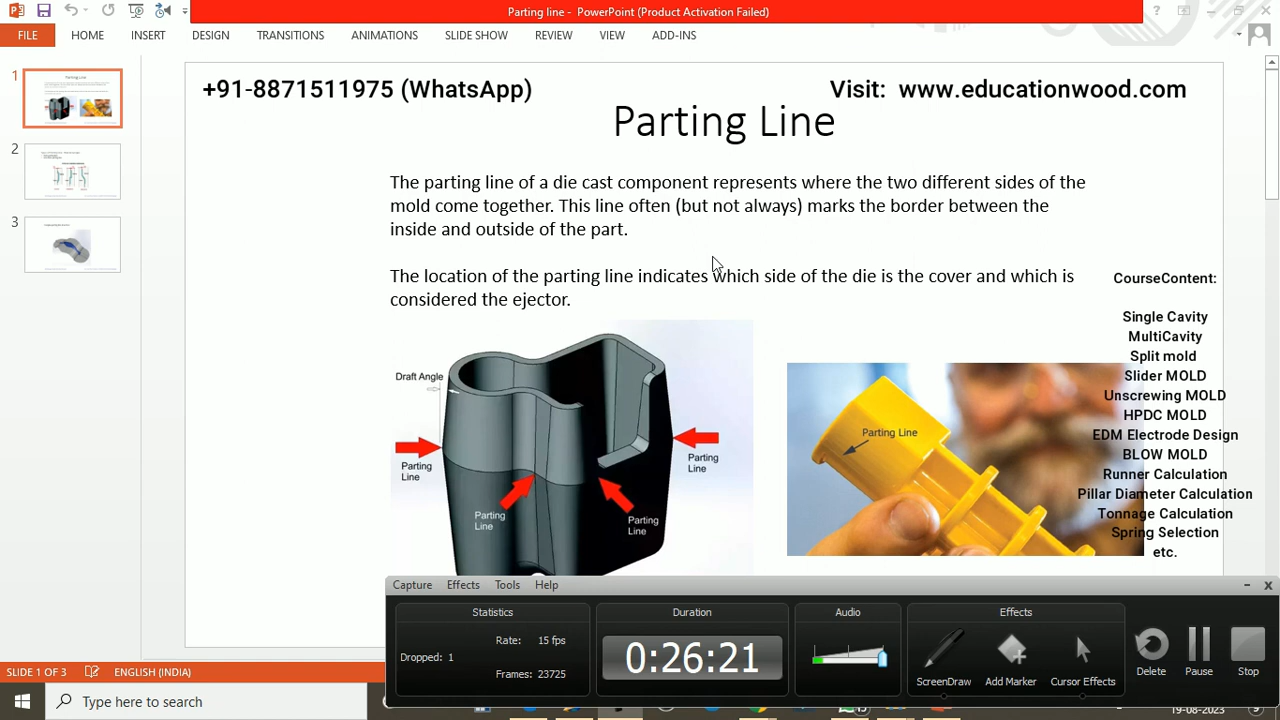 Parting line - PowerPoint (Product Activation Failed)
FILE HOME INSERT DESIGN TRANSITIONS ANIMATIONS SLIDE SHOW REVIEW VIEW ADD-INS
1
2
3
+91-8871511975 (WhatsApp)
Visit: www.educationwood.com
Parting Line
The parting line of a die cast component represents where the two different sides of the
mold come together. This line often (but not always) marks the border between the
inside and outside of the part.
The location of the parting line indicates which side of the die is the cover and which is
considered the ejector.
Draft Angle
Parting
Line
Parting
Line
Parting
Line
Parting
Line
Parting Line
CourseContent:
Single Cavity
MultiCavity
Split mold
Slider MOLD
Unscrewing MOLD
HPDC MOLD
EDM Electrode Design
BLOW MOLD
Runner Calculation
Pillar Diameter Calculation
Tonnage Calculation
Spring Selection
etc.
Capture Effects Tools Help
Statistics
Dropped: 1
Rate: 15 fps
Frames: 23725
Duration
0:26:21
Audio
Effects
ScreenDraw Add Marker Cursor Effects
Delete Pause Stop
SLIDE 1 OF 3 ENGLISH (INDIA)
Type here to search
19-08-2023